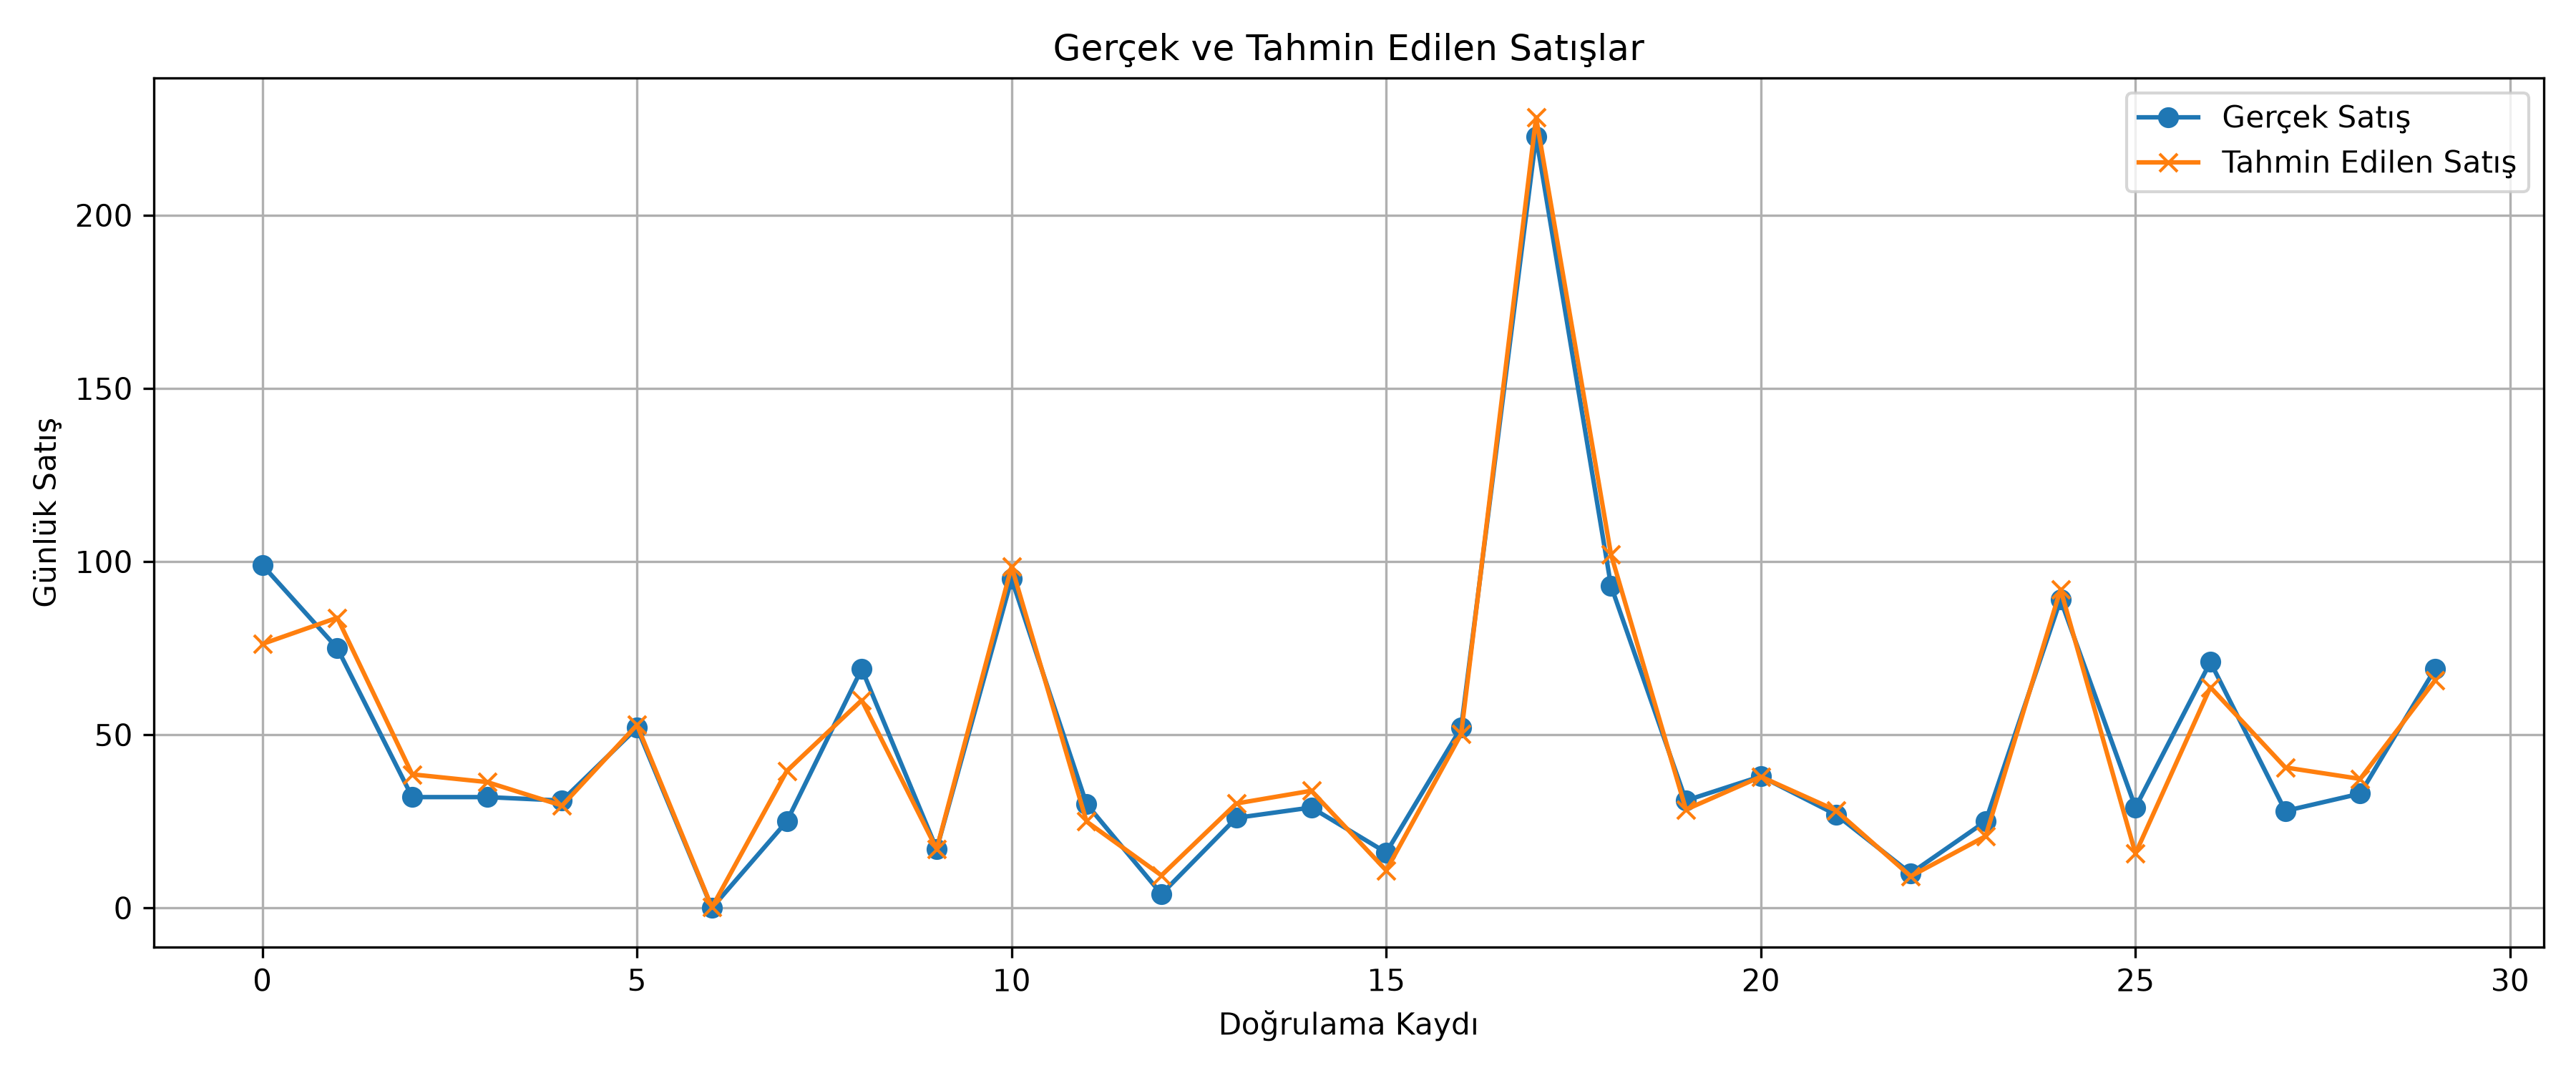 Gerçek ve Tahmin Edilen Satışlar
Gerçek Satış
Tahmin Edilen Satış
Günlük Satış
200
150
100
50
0
0 5 10 15 20 25 30
Doğrulama Kaydı